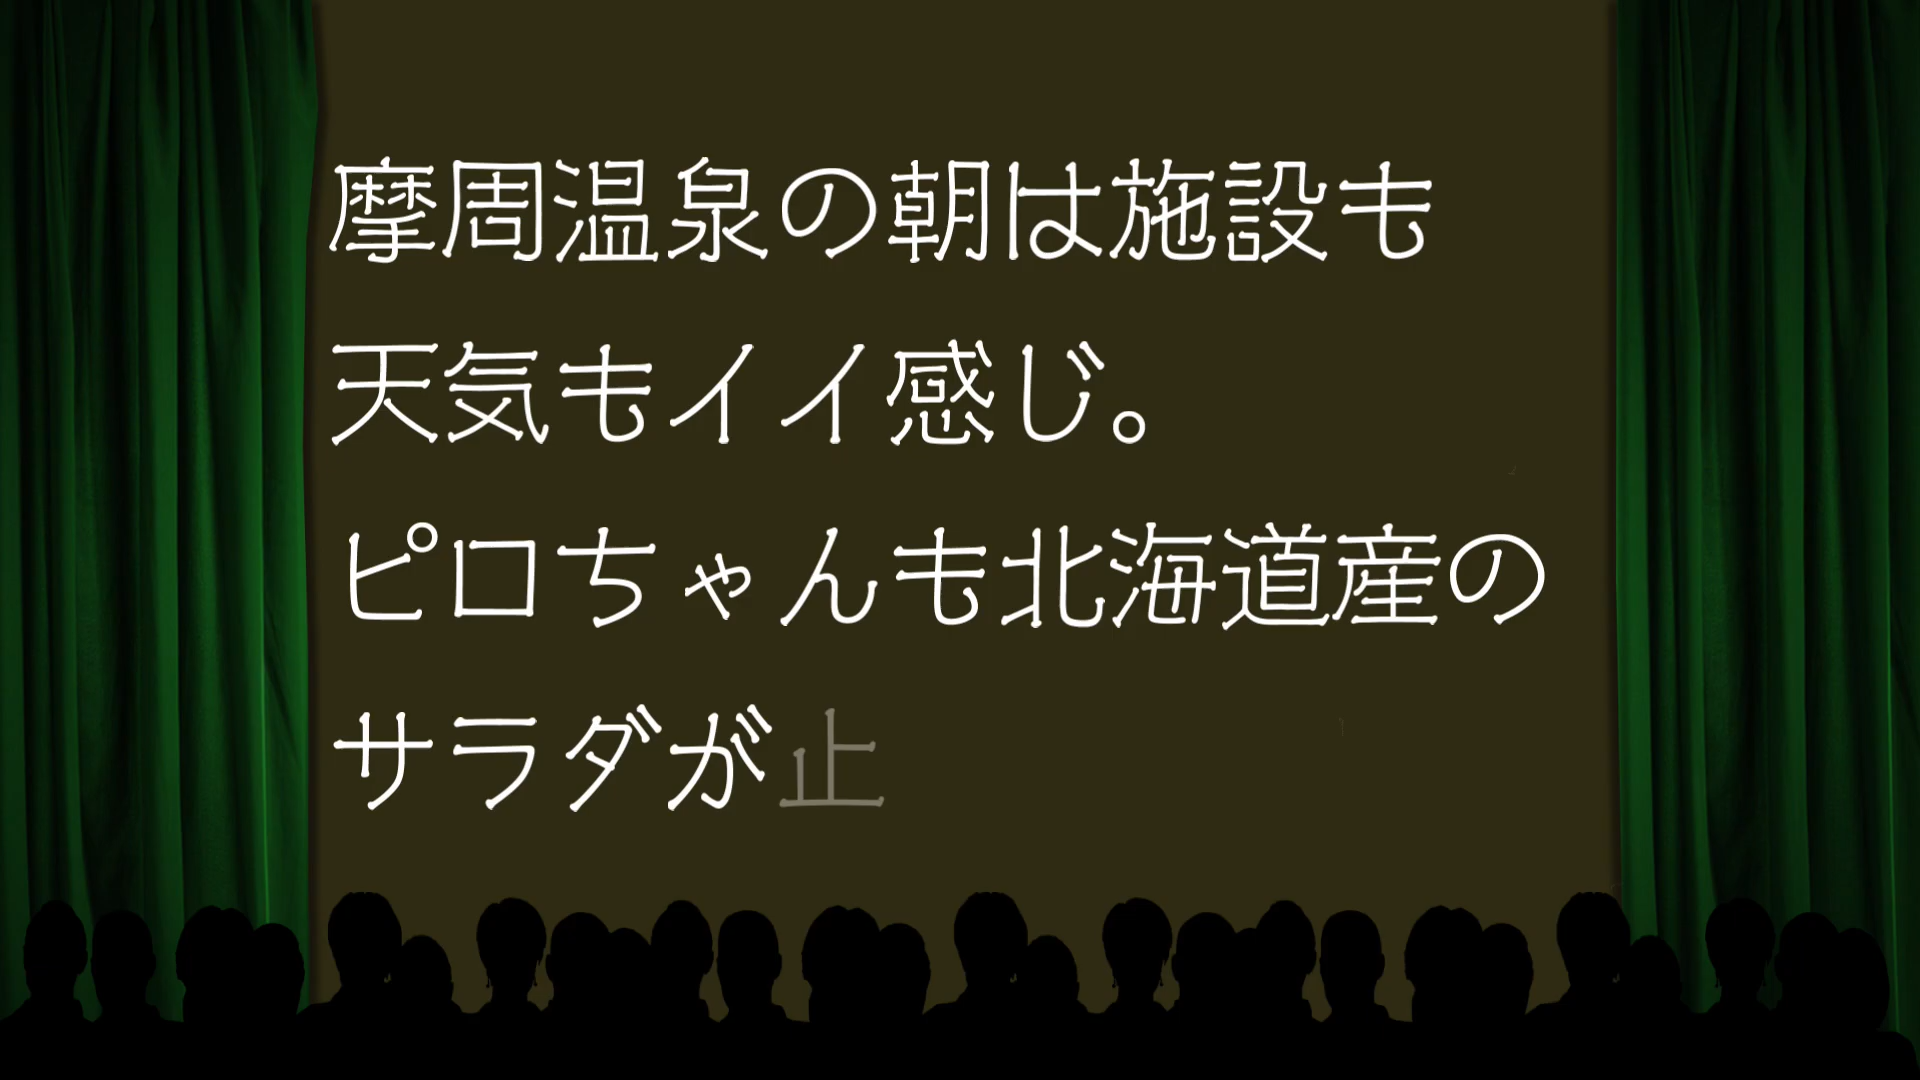 摩周温泉の朝は施設も
天気もイイ感じ。
ピロちゃんも北海道産の
サラダが止